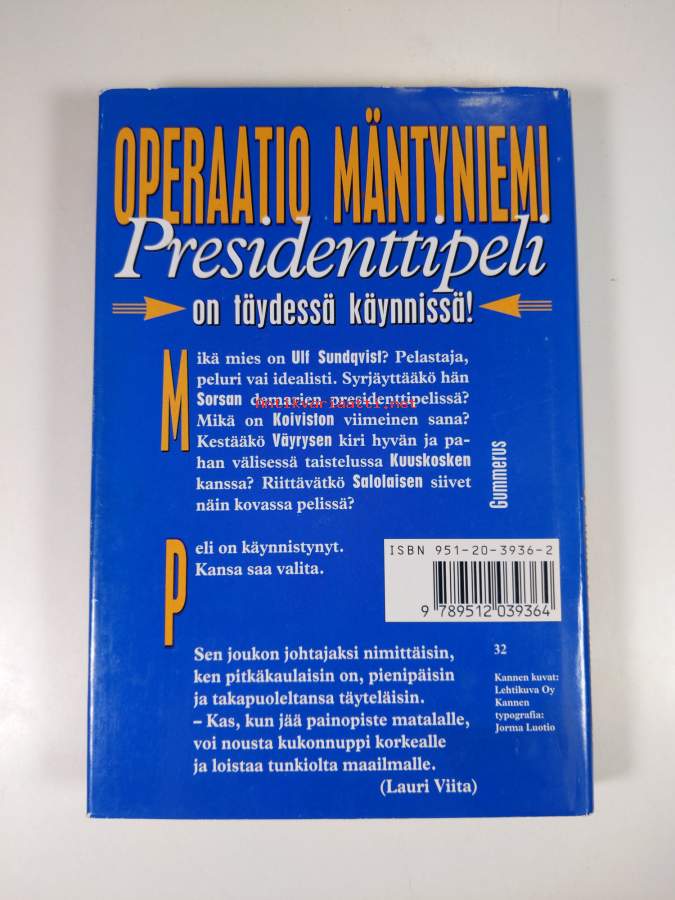 OPERAATIO MÄNTYNIEMI
Presidenttipeli
on täydessä käynnissä!
Mikä mies on Ulf Sundqvist? Pelastaja,
peluri vai idealisti. Syrjäyttääkö hän
Sorsan demarien presidenttipelissä?
Antikvariaatti.net
Mikä on Koiviston viimeinen sana?
Kestääkö Väyrysen kiri hyvän ja pa-
han välisessä taistelussa Kuuskosken
kanssa? Riittävätkö Salolaisen siivet
näin kovassa pelissä?
Gummerus
Peli on käynnistynyt.
Kansa saa valita.
ISBN 951-20-3936-2
9 789512 039364
Sen joukon johtajaksi nimittäisin,
ken pitkäkaulaisin on, pienipäisin
ja takapuoleltansa täyteläisin.
– Kas, kun jää painopiste matalalle,
voi nousta kukonnuppi korkealle
ja loistaa tunkiolta maailmalle.
(Lauri Viita)
32
Kannen kuvat:
Lehtikuva Oy
Kannen
typografia:
Jorma Luotio